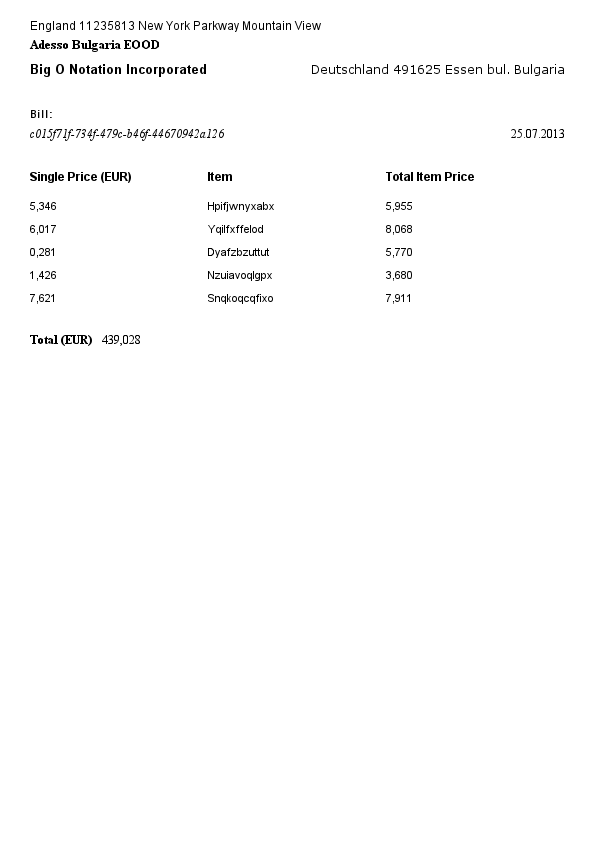 England 11235813 New York Parkway Mountain View
Adesso Bulgaria EOOD
Big O Notation Incorporated Deutschland 491625 Essen bul. Bulgaria
Bill:
c015f71f-734f-479c-b46f-44670942a126 25.07.2013
Single Price (EUR) Item Total Item Price
5,346 Hpifjwnyxabx 5,955
6,017 Yqilfxffelod 8,068
0,281 Dyafzbzuttut 5,770
1,426 Nzuiavoqlgpx 3,680
7,621 Snqkoqcqfixo 7,911
Total (EUR) 439,028